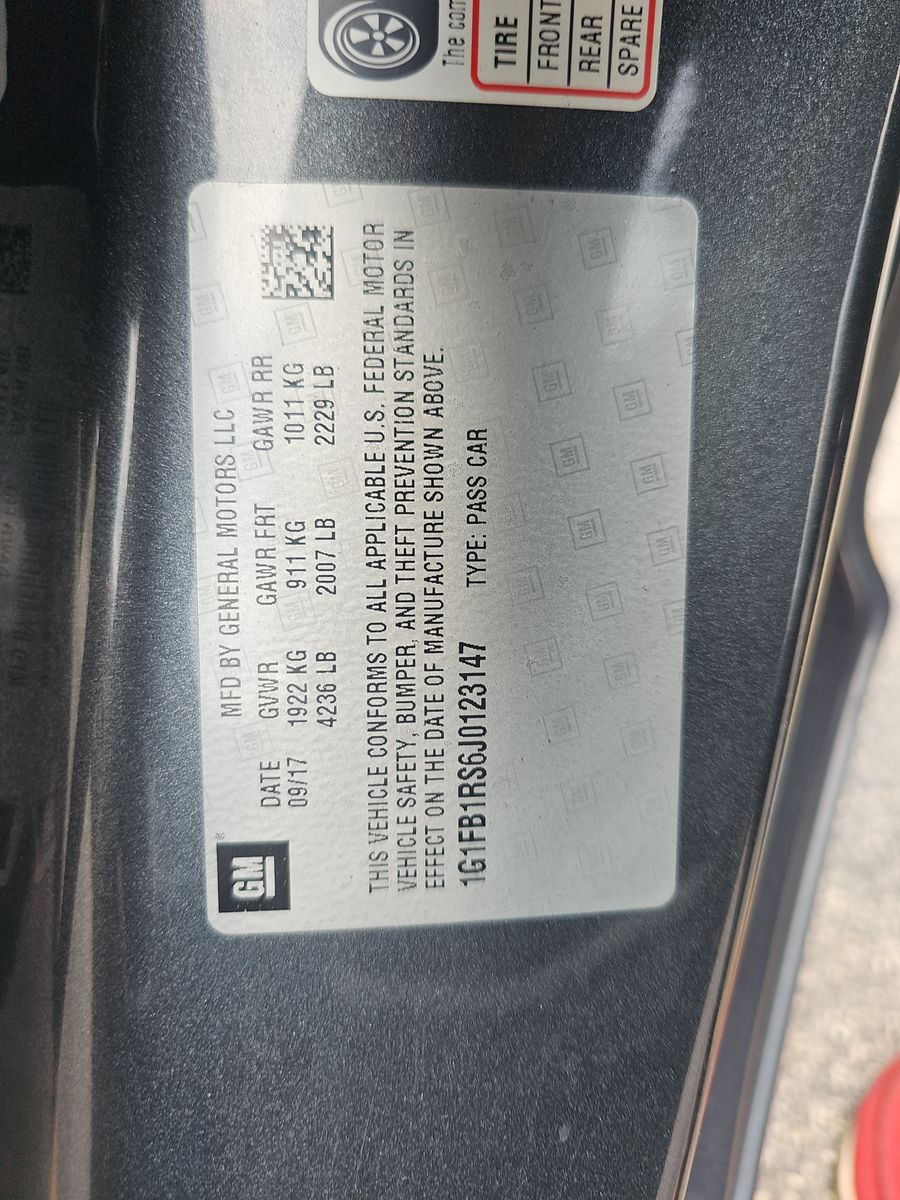 GM
®
MFD BY GENERAL MOTORS LLC
DATE GVWR GAWR FRT GAWR RR
09/17 1922 KG 911 KG 1011 KG
4236 LB 2007 LB 2229 LB
THIS VEHICLE CONFORMS TO ALL APPLICABLE U.S. FEDERAL MOTOR
VEHICLE SAFETY, BUMPER, AND THEFT PREVENTION STANDARDS IN
EFFECT ON THE DATE OF MANUFACTURE SHOWN ABOVE.
1G1FB1RS6J0123147 TYPE: PASS CAR
The com
TIRE
FRONT
REAR
SPARE